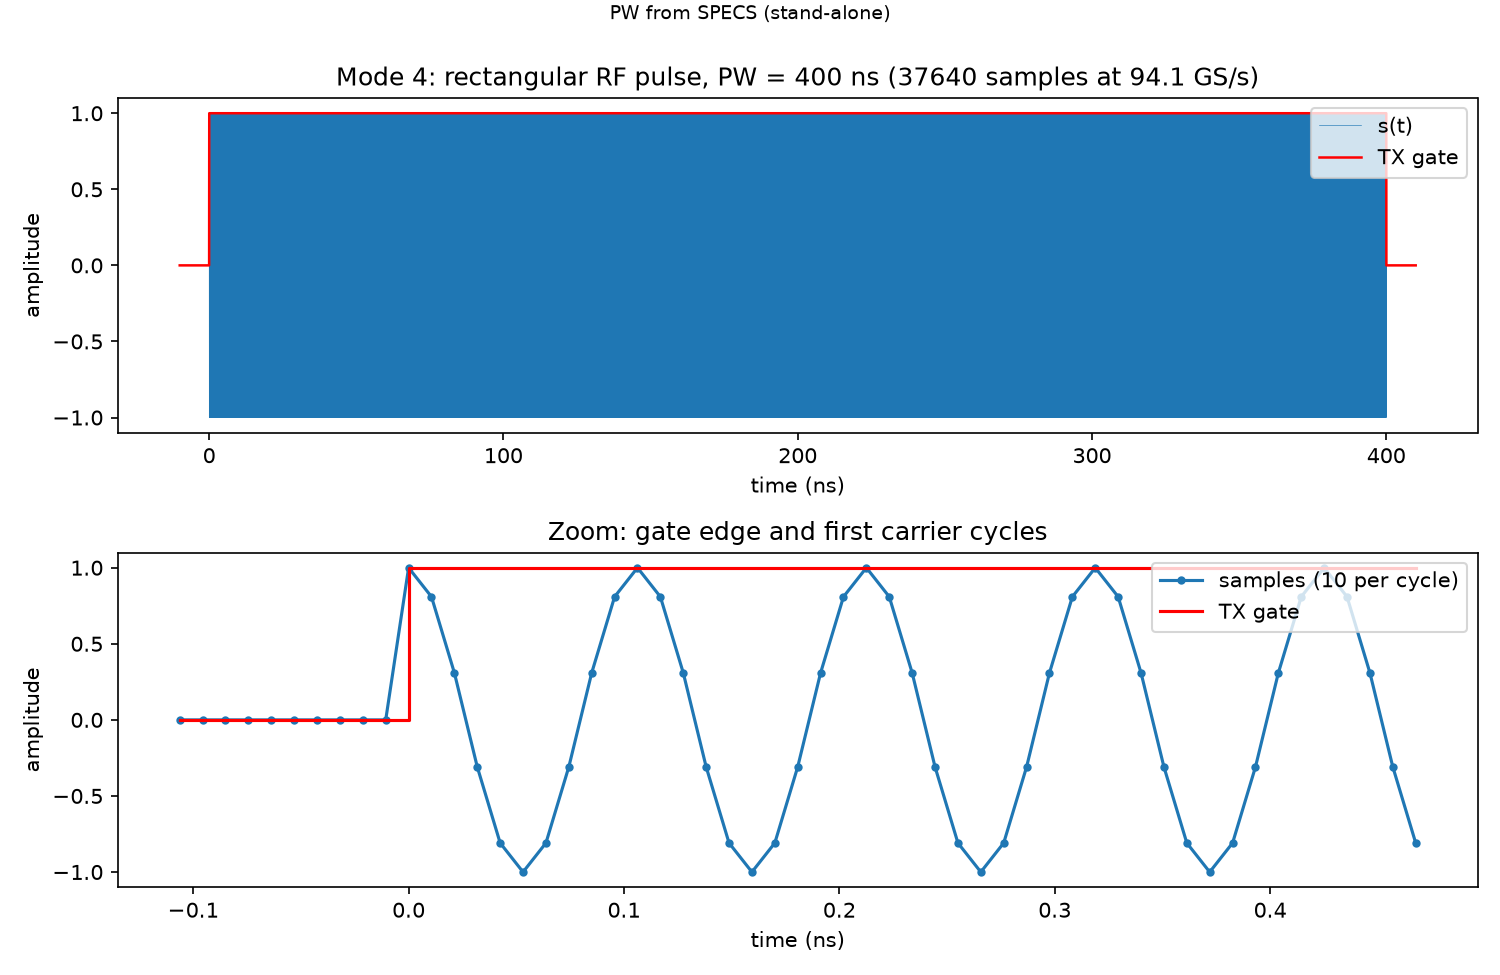 PW from SPECS (stand-alone)
Mode 4: rectangular RF pulse, PW = 400 ns (37640 samples at 94.1 GS/s)
1.0
0.5
0.0
−0.5
−1.0
amplitude
s(t)
TX gate
0 100 200 300 400
time (ns)
Zoom: gate edge and first carrier cycles
1.0
0.5
0.0
−0.5
−1.0
amplitude
samples (10 per cycle)
TX gate
−0.1 0.0 0.1 0.2 0.3 0.4
time (ns)